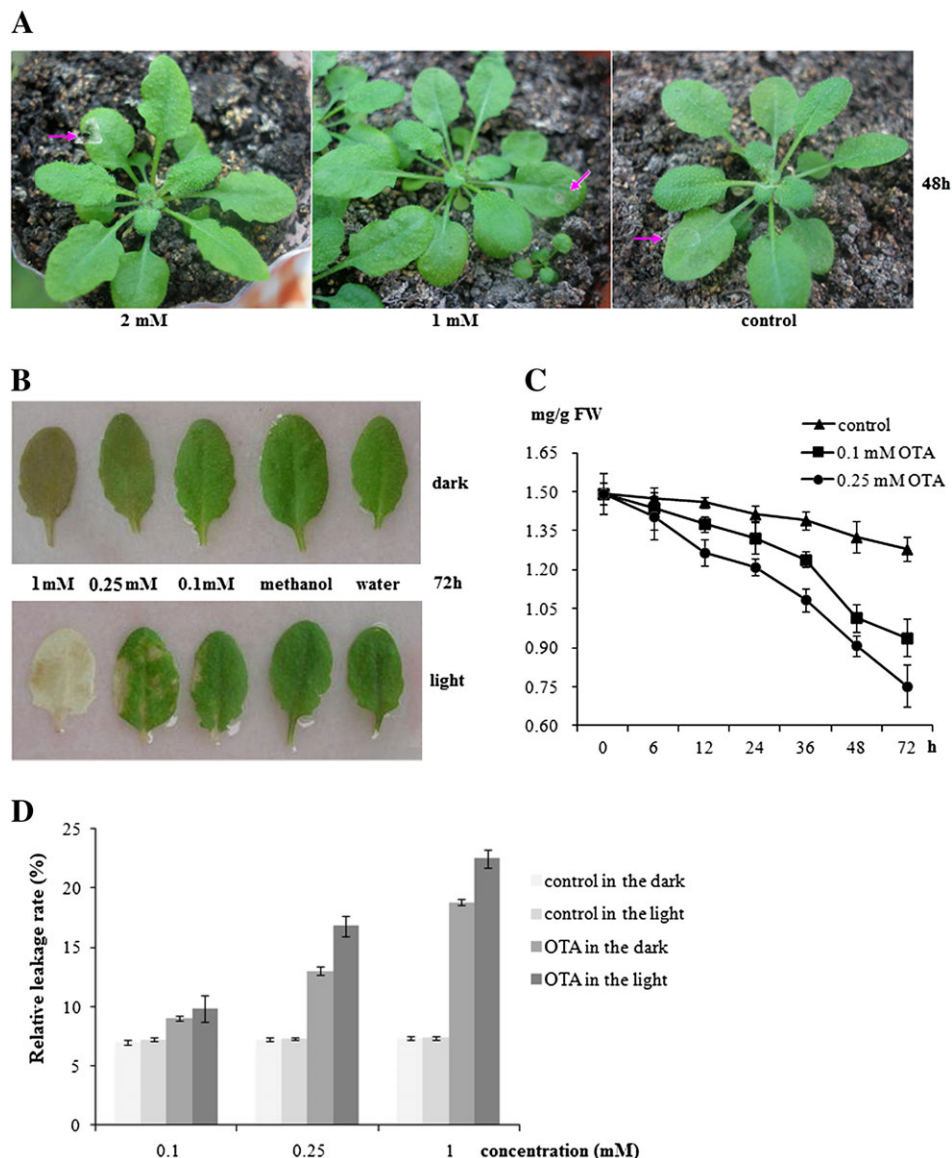 A
48h
2 mM
1 mM
control
B
dark
1mM 0.25mM 0.1mM methanol water 72h
light
C
mg/g FW
control
0.1 mM OTA
0.25 mM OTA
1.65
1.50
1.35
1.20
1.05
0.90
0.75
0.60
0 6 12 24 36 48 72 h
D
Relative leakage rate (%)
25
20
15
10
5
0
control in the dark
control in the light
OTA in the dark
OTA in the light
0.1 0.25 1 concentration (mM)